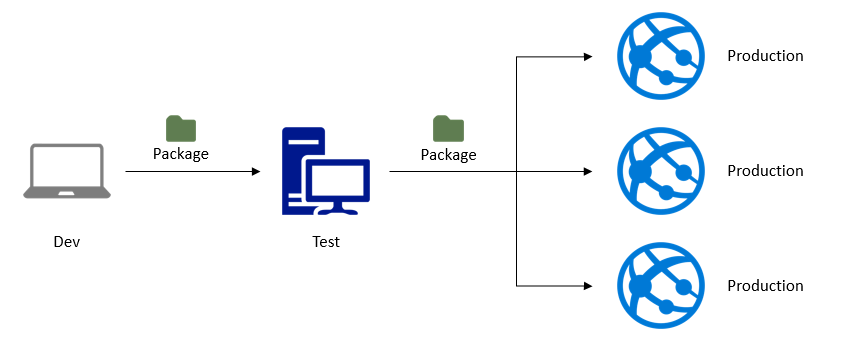 Package
Package
Dev
Test
Production
Production
Production